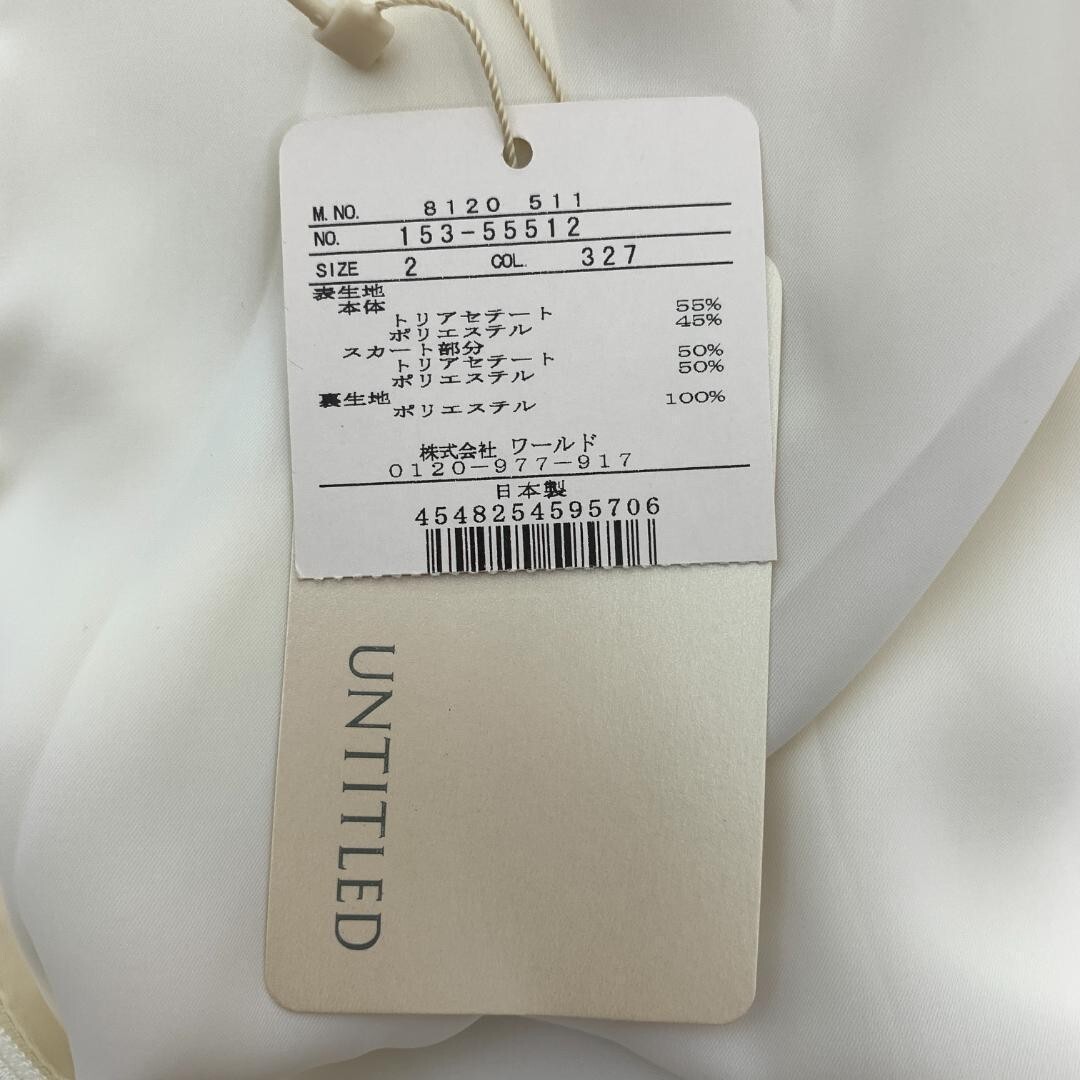 M.NO. 8120 511
NO. 153-55512
SIZE 2 COL. 327
表生地
本体
トリアセテート 55%
ポリエステル 45%
スカート部分
トリアセテート 50%
ポリエステル 50%
裏生地
ポリエステル 100%
株式会社 ワールド
0120-977-917
日本製
4548254595706
UNTITLED